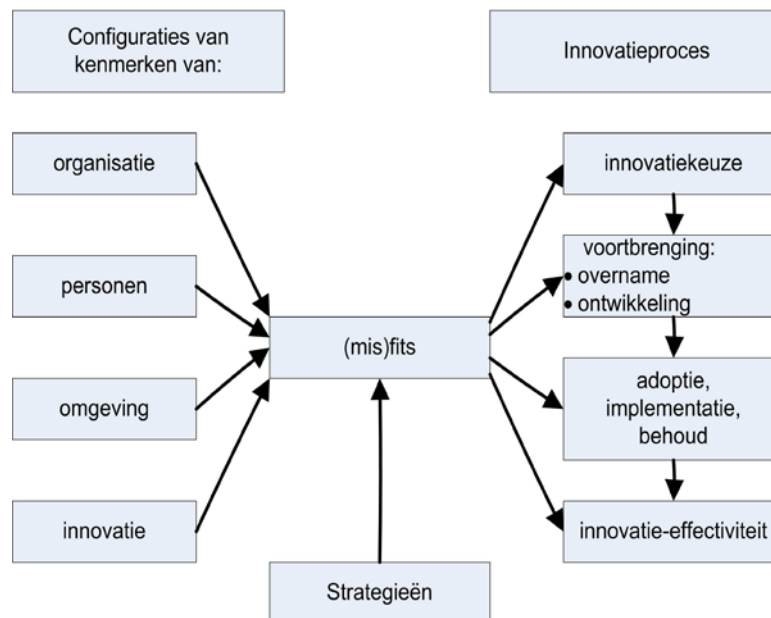 Configuraties van
kenmerken van:
Innovatieproces
organisatie
personen
omgeving
innovatie
(mis)fits
Strategieën
innovatiekeuze
voortbrenging:
• overname
• ontwikkeling
adoptie,
implementatie,
behoud
innovatie-effectiviteit